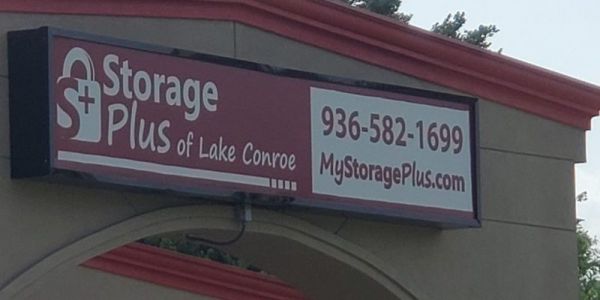 S+ Storage
Plus of Lake Conroe
936-582-1699
MyStoragePlus.com